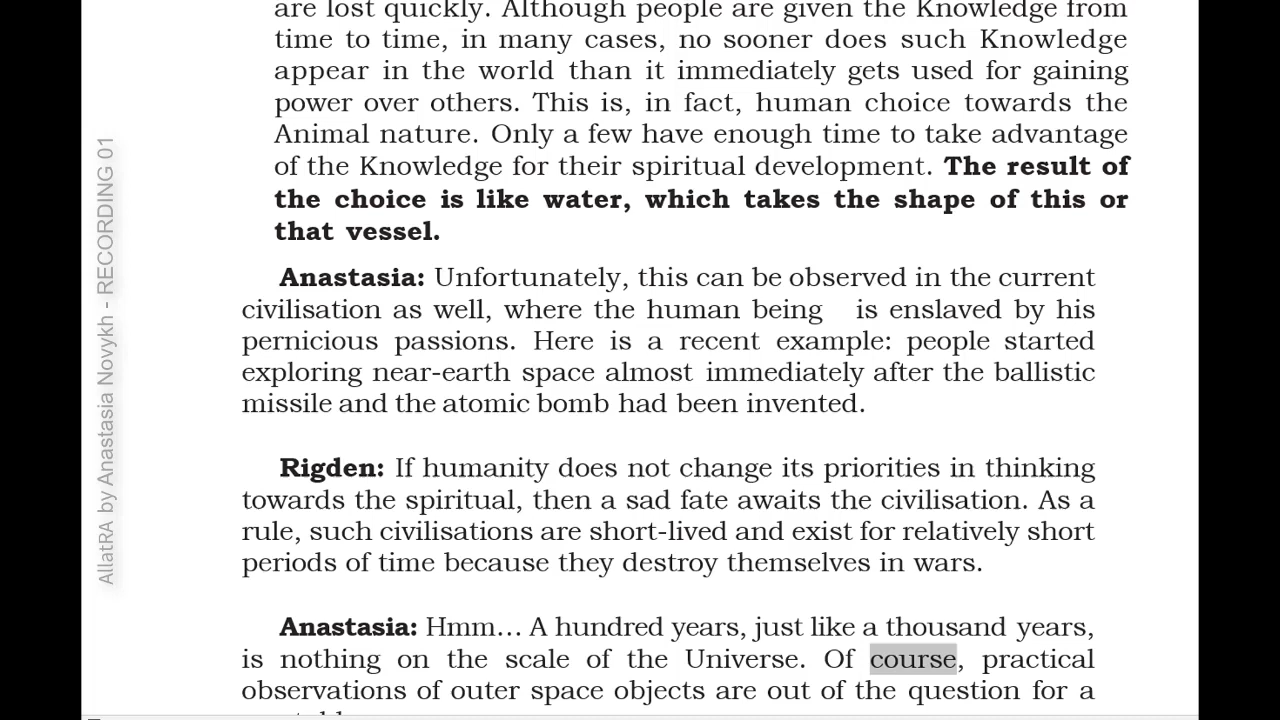 are lost quickly. Although people are given the Knowledge from
time to time, in many cases, no sooner does such Knowledge
appear in the world than it immediately gets used for gaining
power over others. This is, in fact, human choice towards the
Animal nature. Only a few have enough time to take advantage
of the Knowledge for their spiritual development. The result of
the choice is like water, which takes the shape of this or
that vessel.
Anastasia: Unfortunately, this can be observed in the current
civilisation as well, where the human being is enslaved by his
pernicious passions. Here is a recent example: people started
exploring near-earth space almost immediately after the ballistic
missile and the atomic bomb had been invented.
Rigden: If humanity does not change its priorities in thinking
towards the spiritual, then a sad fate awaits the civilisation. As a
rule, such civilisations are short-lived and exist for relatively short
periods of time because they destroy themselves in wars.
Anastasia: Hmm... A hundred years, just like a thousand years,
is nothing on the scale of the Universe. Of course, practical
observations of outer space objects are out of the question for a
AllatRA by Anastasia Novykh - RECORDING 01